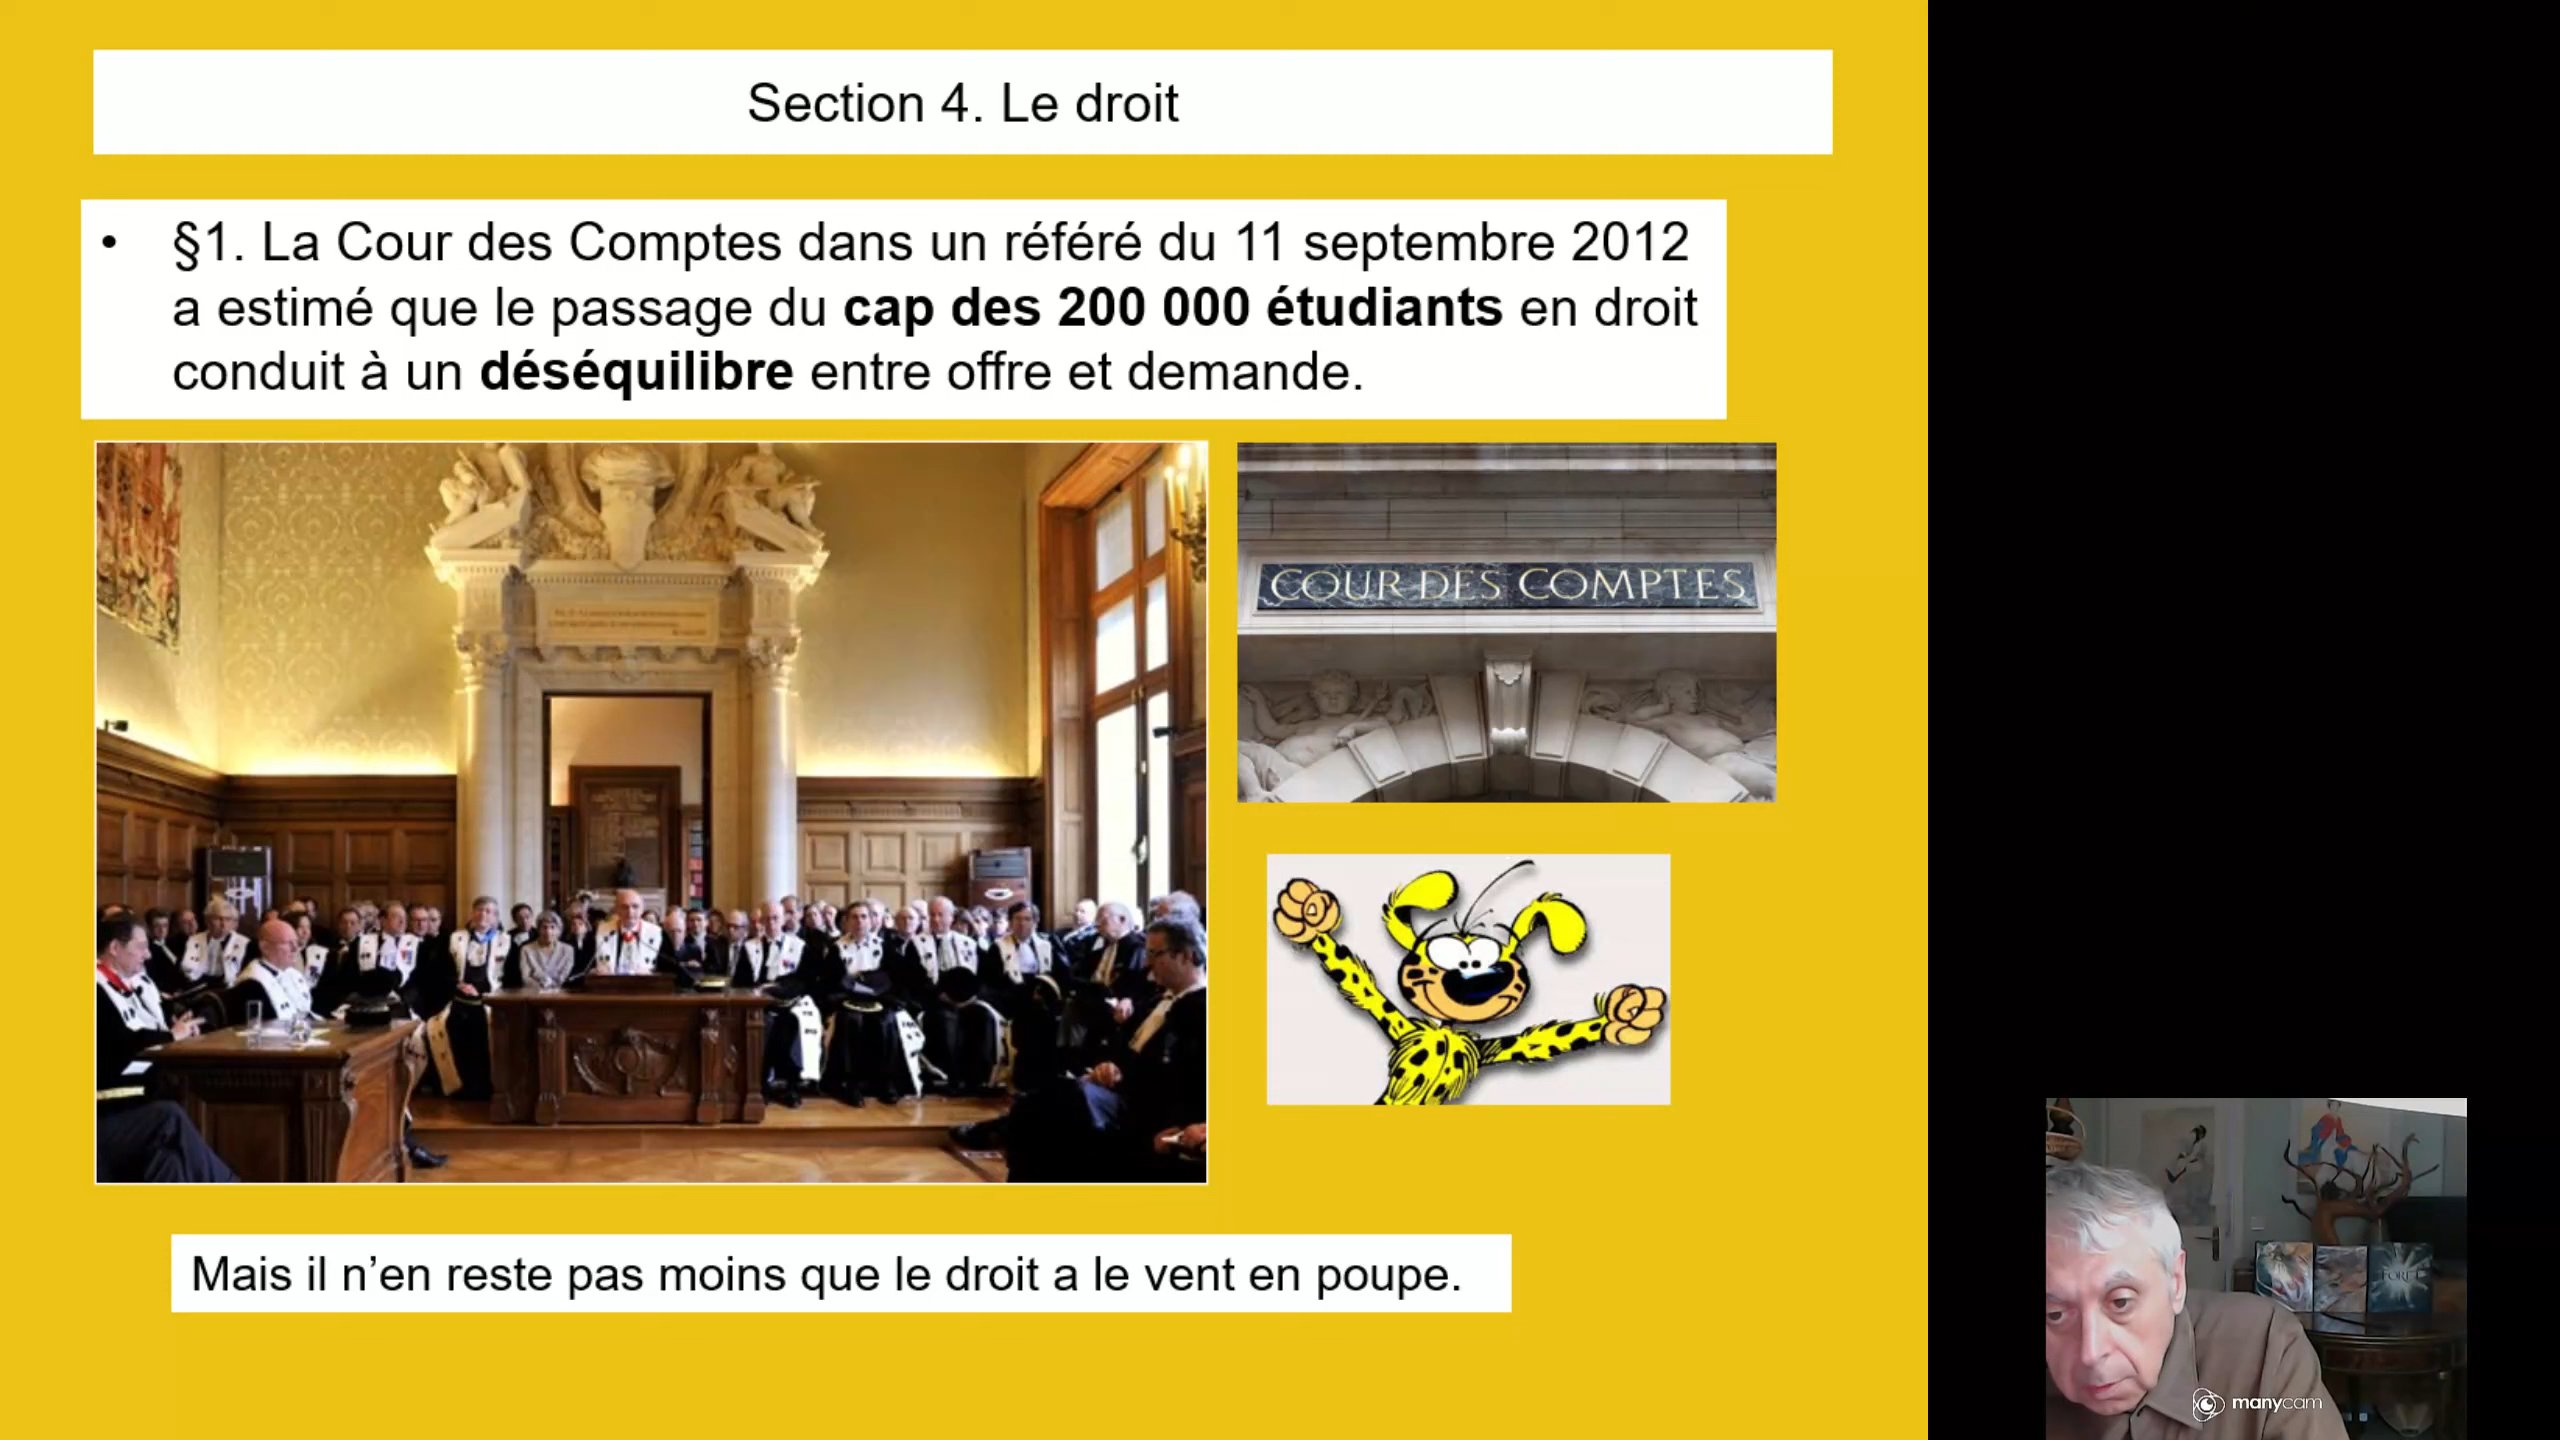 Section 4. Le droit
• §1. La Cour des Comptes dans un référé du 11 septembre 2012
a estimé que le passage du cap des 200 000 étudiants en droit
conduit à un déséquilibre entre offre et demande.
COUR DES COMPTES
Mais il n’en reste pas moins que le droit a le vent en poupe.
manycam